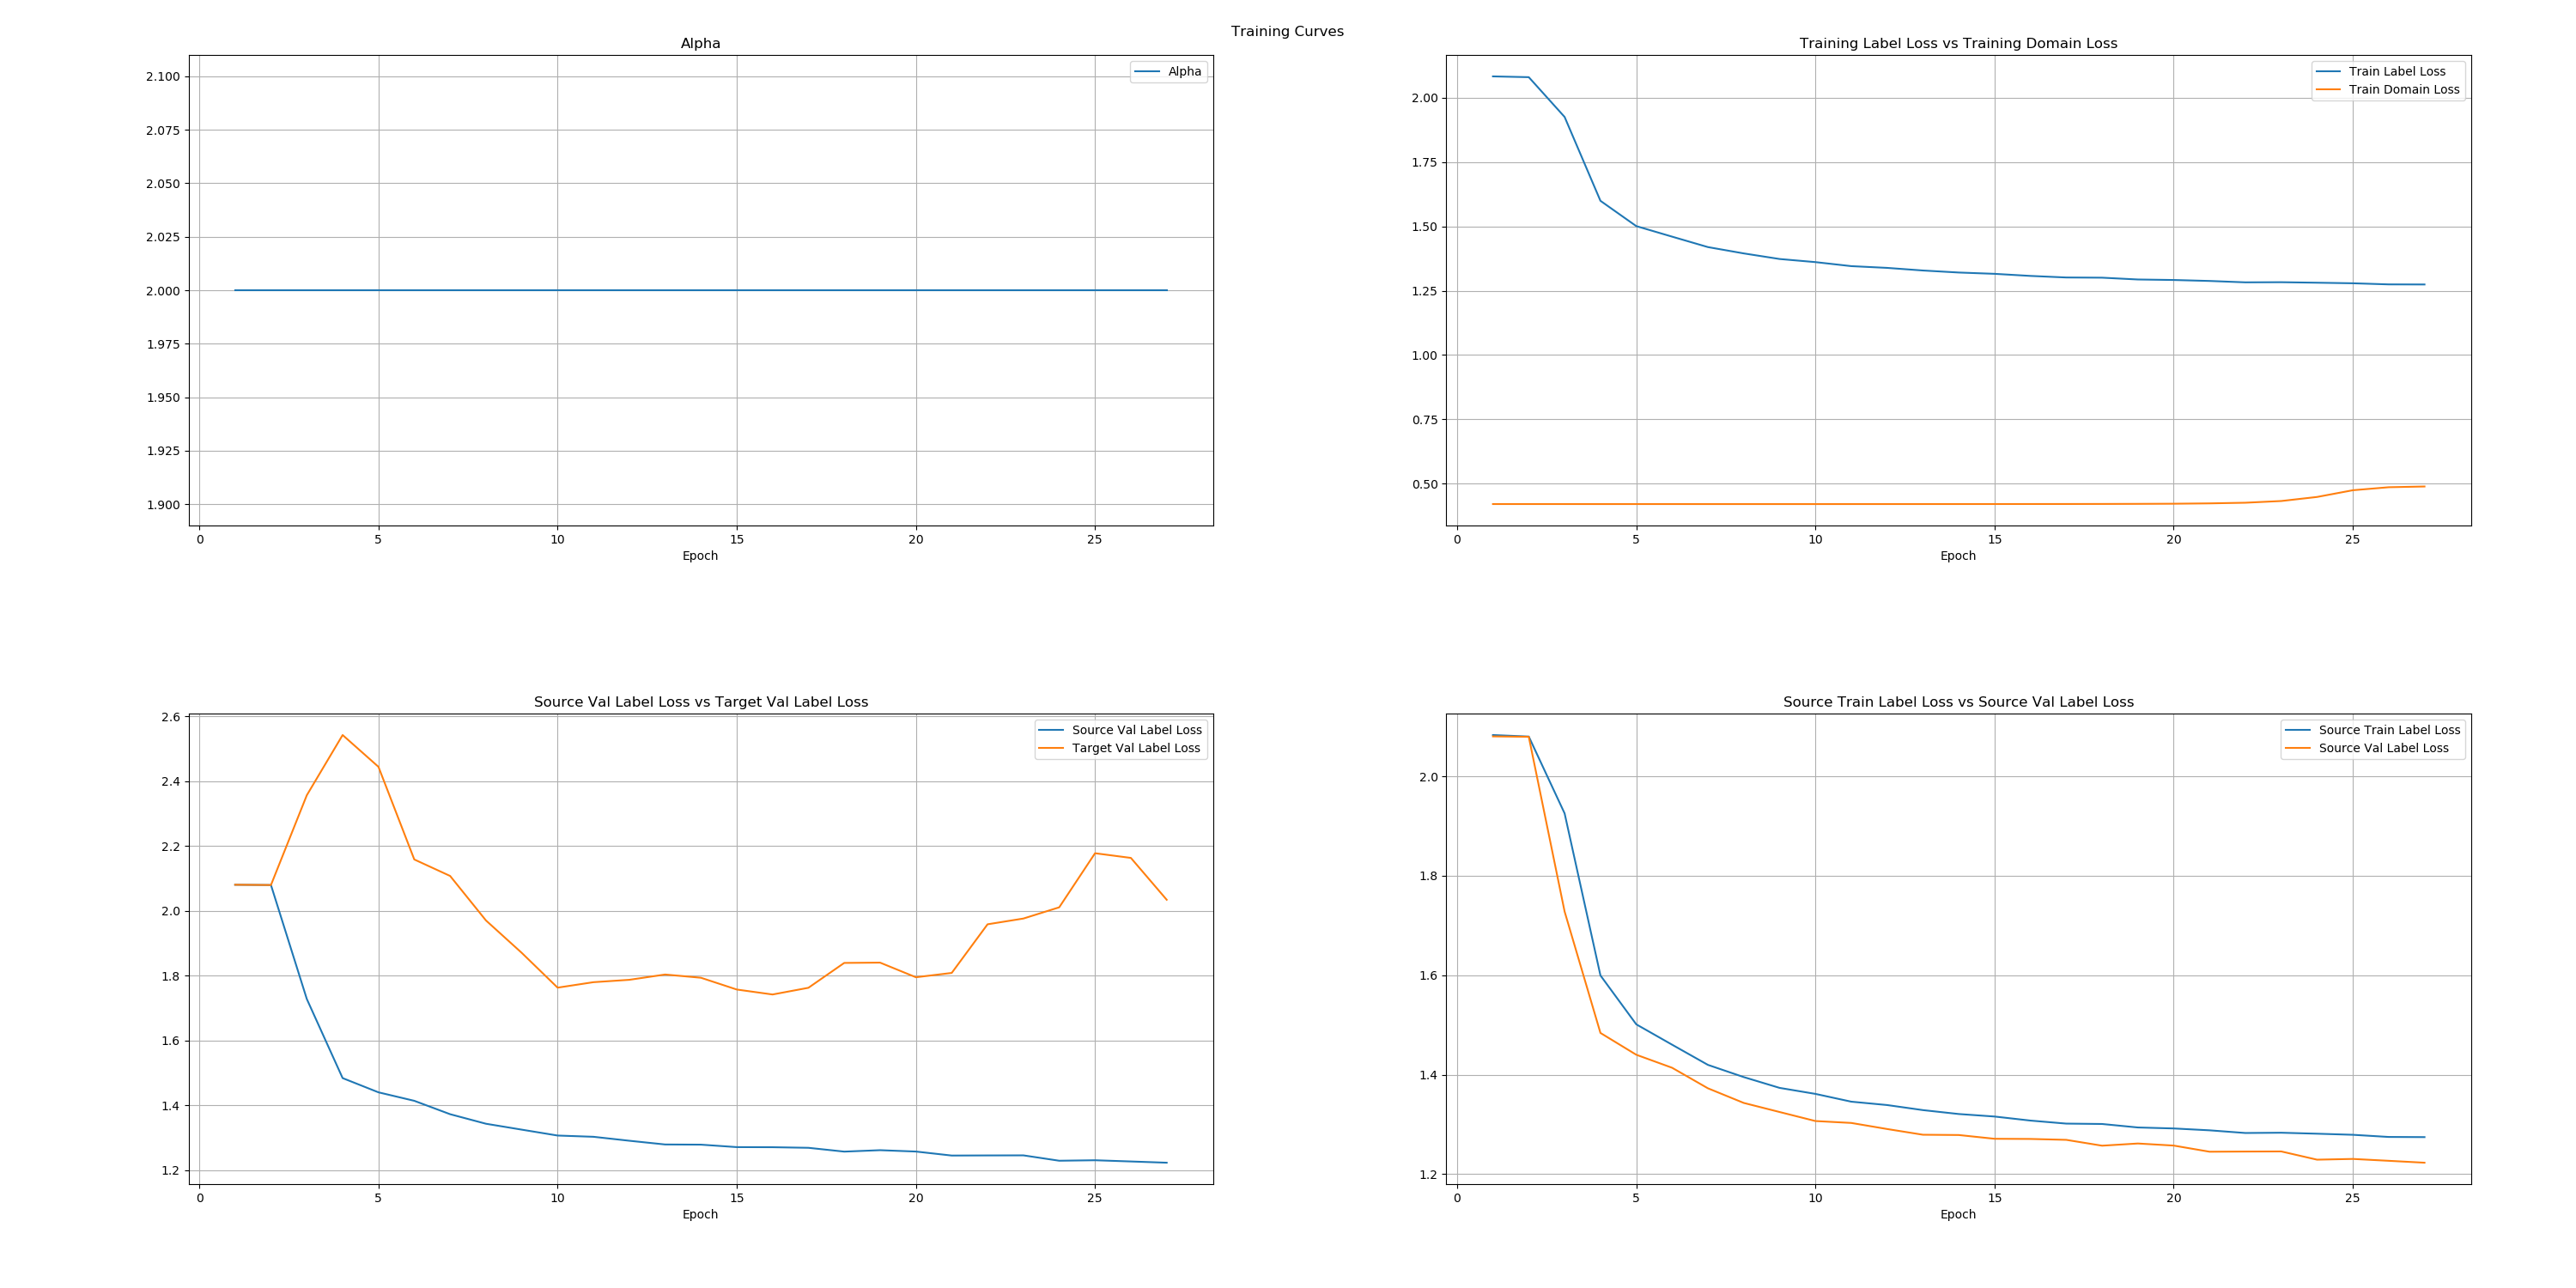 Training Curves
Alpha
Alpha
2.100
2.075
2.050
2.025
2.000
1.975
1.950
1.925
1.900
0 5 10 15 20 25
Epoch
Training Label Loss vs Training Domain Loss
Train Label Loss
Train Domain Loss
2.00
1.75
1.50
1.25
1.00
0.75
0.50
0 5 10 15 20 25
Epoch
Source Val Label Loss vs Target Val Label Loss
Source Val Label Loss
Target Val Label Loss
2.6
2.4
2.2
2.0
1.8
1.6
1.4
1.2
0 5 10 15 20 25
Epoch
Source Train Label Loss vs Source Val Label Loss
Source Train Label Loss
Source Val Label Loss
2.0
1.8
1.6
1.4
1.2
0 5 10 15 20 25
Epoch